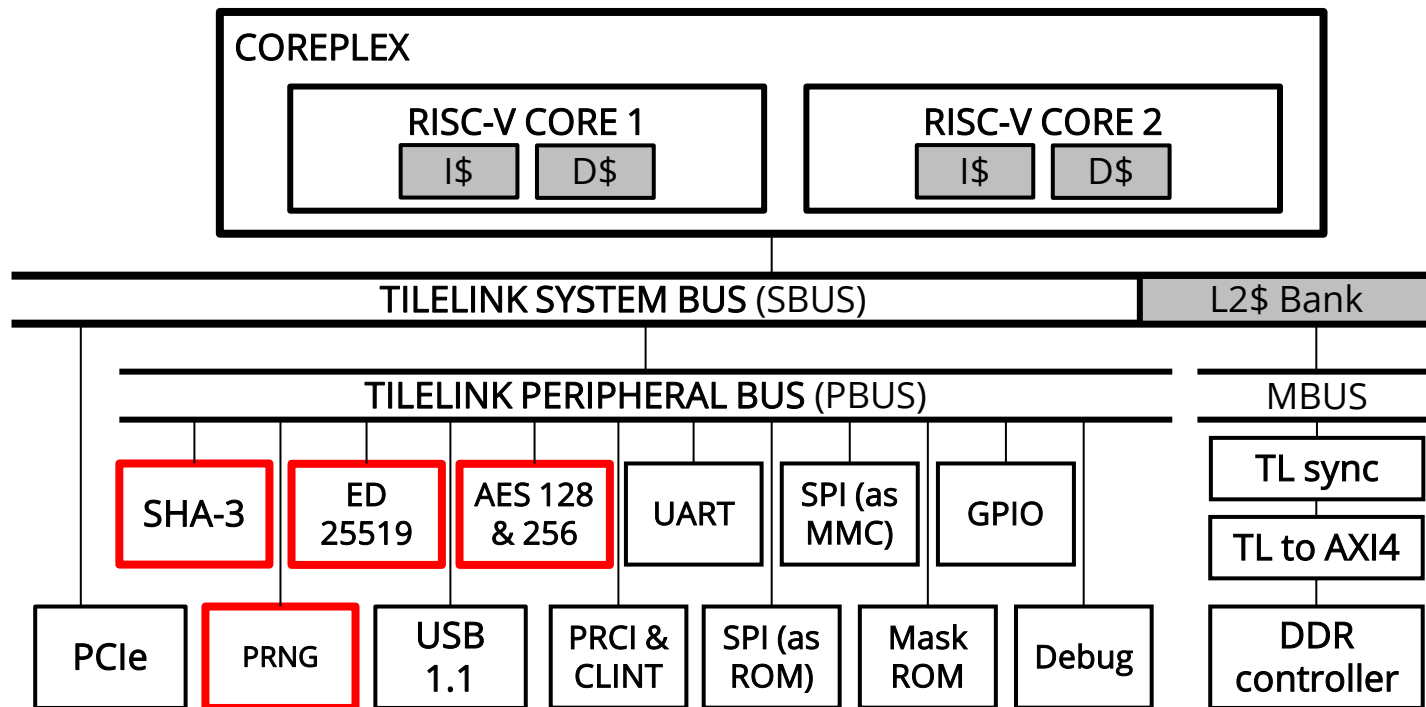 COREPLEX
RISC-V CORE 1
I$ D$
RISC-V CORE 2
I$ D$
TILELINK SYSTEM BUS (SBUS)
L2$ Bank
TILELINK PERIPHERAL BUS (PBUS)
MBUS
SHA-3
ED
25519
AES 128
& 256
UART
SPI (as
MMC)
GPIO
TL sync
TL to AXI4
PCIe
PRNG
USB
1.1
PRCI &
CLINT
SPI (as
ROM)
Mask
ROM
Debug
DDR
controller